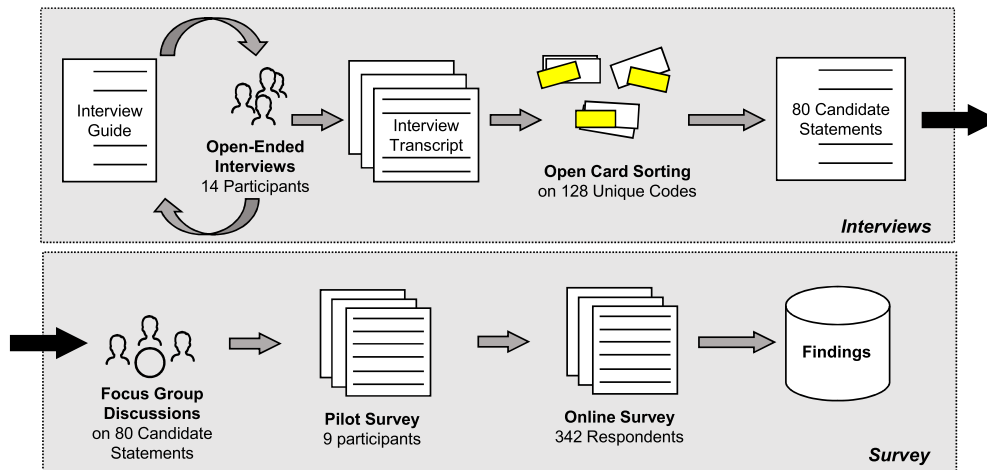 Interview
Guide
Open-Ended
Interviews
14 Participants
Interview
Transcript
Open Card Sorting
on 128 Unique Codes
80 Candidate
Statements
Interviews
Focus Group
Discussions
on 80 Candidate
Statements
Pilot Survey
9 participants
Online Survey
342 Respondents
Findings
Survey